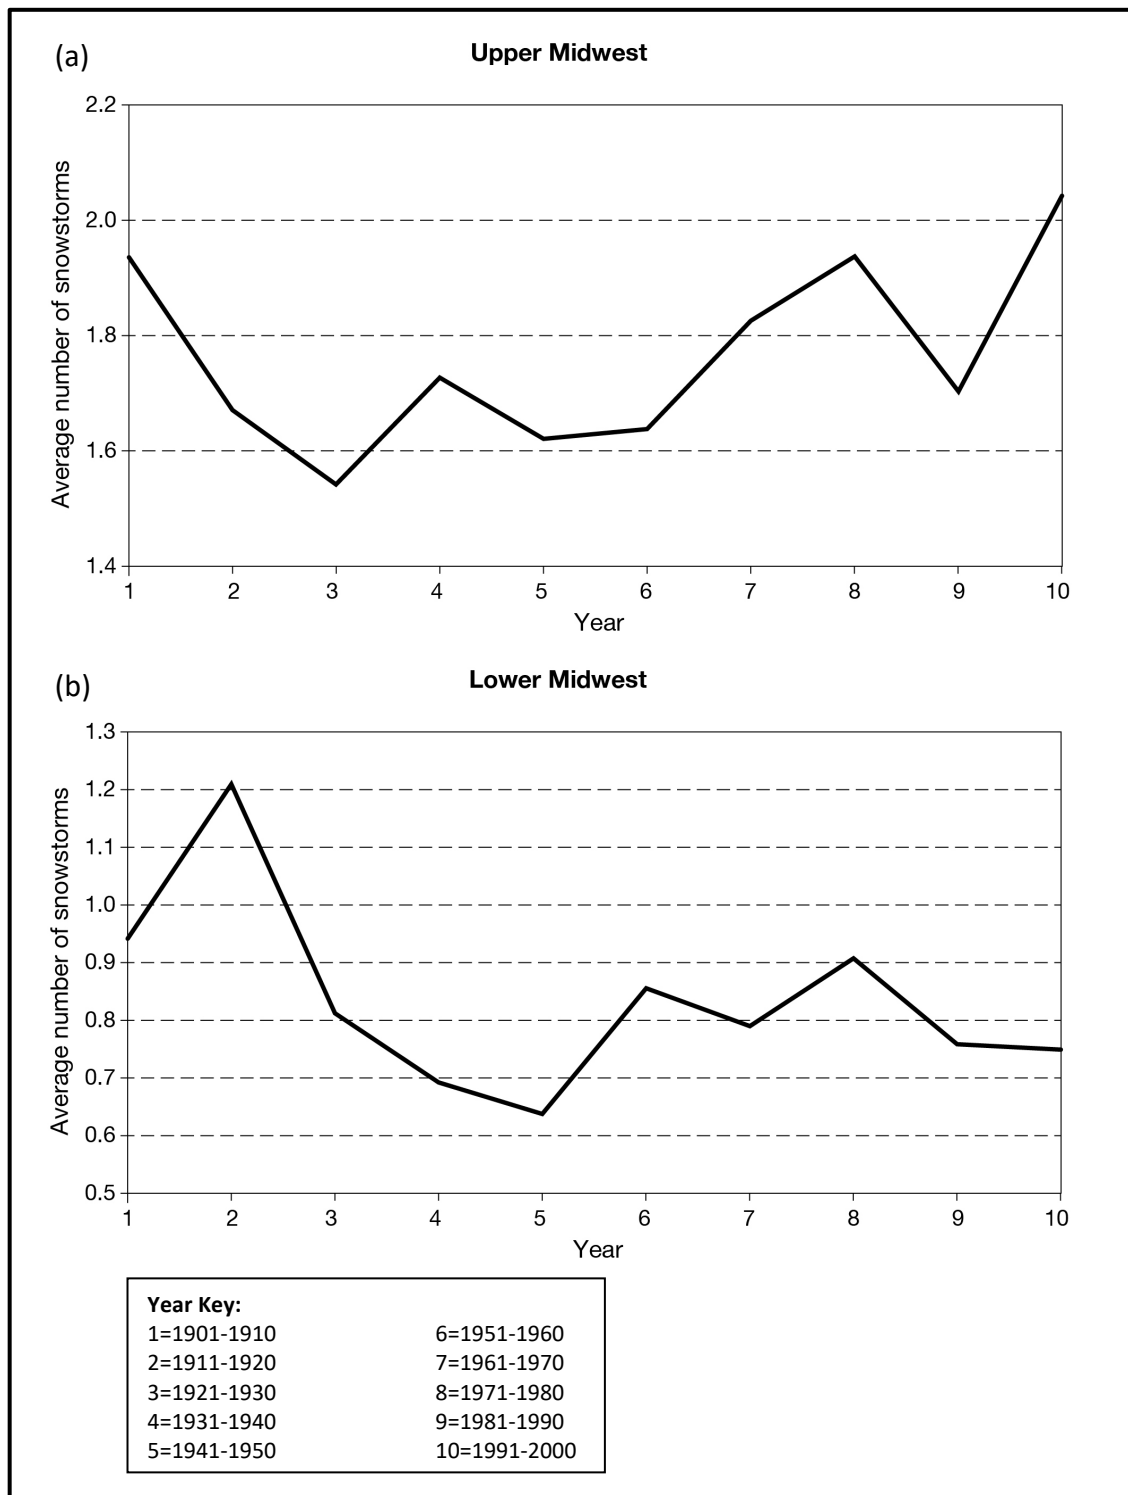 (a)
Upper Midwest
Average number of snowstorms
2.2
2.0
1.8
1.6
1.4
1 2 3 4 5 6 7 8 9 10
Year
(b)
Lower Midwest
Average number of snowstorms
1.3
1.2
1.1
1.0
0.9
0.8
0.7
0.6
0.5
1 2 3 4 5 6 7 8 9 10
Year
Year Key:
1=1901-1910 6=1951-1960
2=1911-1920 7=1961-1970
3=1921-1930 8=1971-1980
4=1931-1940 9=1981-1990
5=1941-1950 10=1991-2000